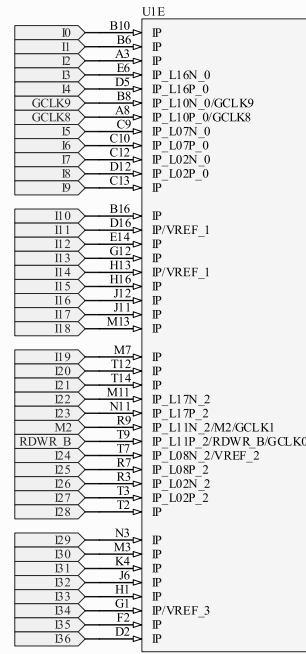 U1E
I0 B10 IP
I1 B6 IP
I2 A3 IP
I3 E6 IP_L16N_0
I4 D5 IP_L16P_0
GCLK9 B8 IP_L10N_0/GCLK9
GCLK8 A8 IP_L10P_0/GCLK8
I5 C9 IP_L07N_0
I6 C10 IP_L07P_0
I7 C12 IP_L02N_0
I8 D12 IP_L02P_0
I9 C13 IP
I10 B16 IP
I11 D16 IP/VREF_1
I12 E14 IP
I13 G12 IP
I14 H13 IP/VREF_1
I15 H16 IP
I16 J12 IP
I17 J11 IP
I18 M13 IP
I19 M7 IP
I20 T12 IP
I21 T14 IP
I22 M11 IP_L17N_2
I23 N11 IP_L17P_2
M2 R9 IP_L11N_2/M2/GCLK1
RDWR_B T9 IP_L11P_2/RDWR_B/GCLK0
I24 T7 IP_L08N_2/VREF_2
I25 R7 IP_L08P_2
I26 R3 IP_L02N_2
I27 T3 IP_L02P_2
I28 T2 IP
I29 N3 IP
I30 M3 IP
I31 K4 IP
I32 J6 IP
I33 H1 IP
I34 G1 IP/VREF_3
I35 F2 IP
I36 D2 IP